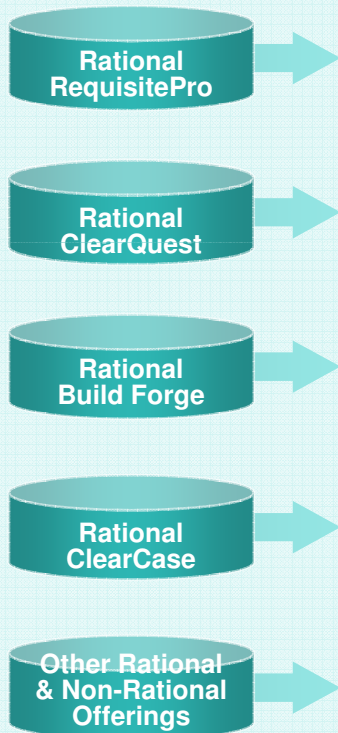 Rational
RequisitePro
Rational
ClearQuest
Rational
Build Forge
Rational
ClearCase
Other Rational
& Non-Rational
Offerings